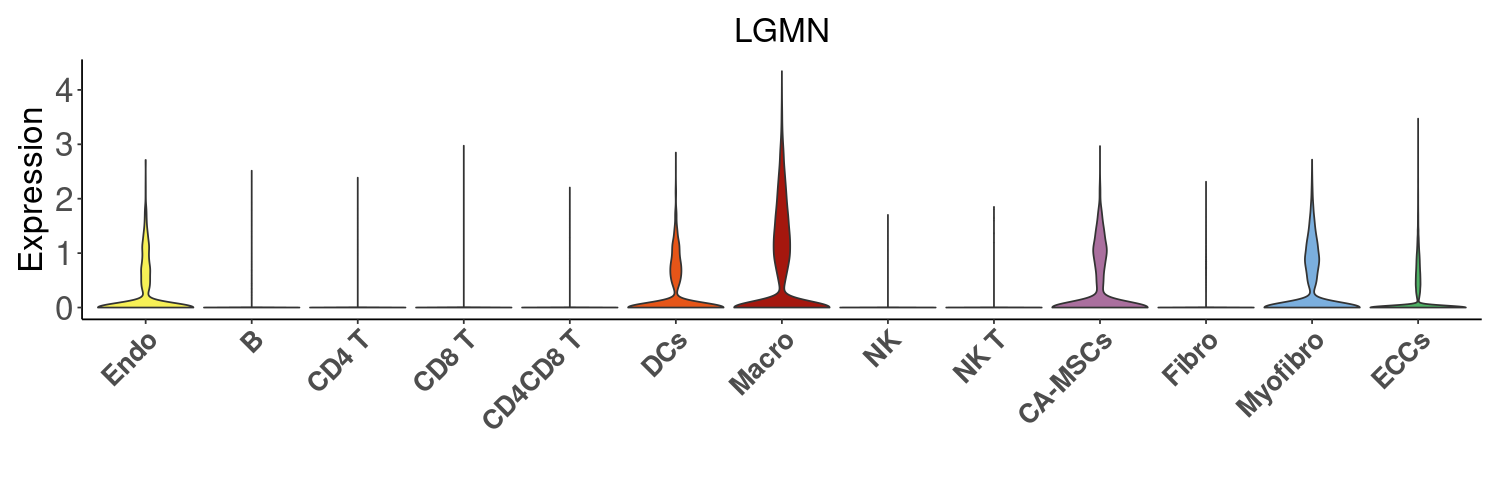 LGMN
Expression
4
3
2
1
0
Endo
B
CD4 T
CD8 T
CD4CD8 T
DCs
Macro
NK
NK T
CA-MSCs
Fibro
Myofibro
ECCs